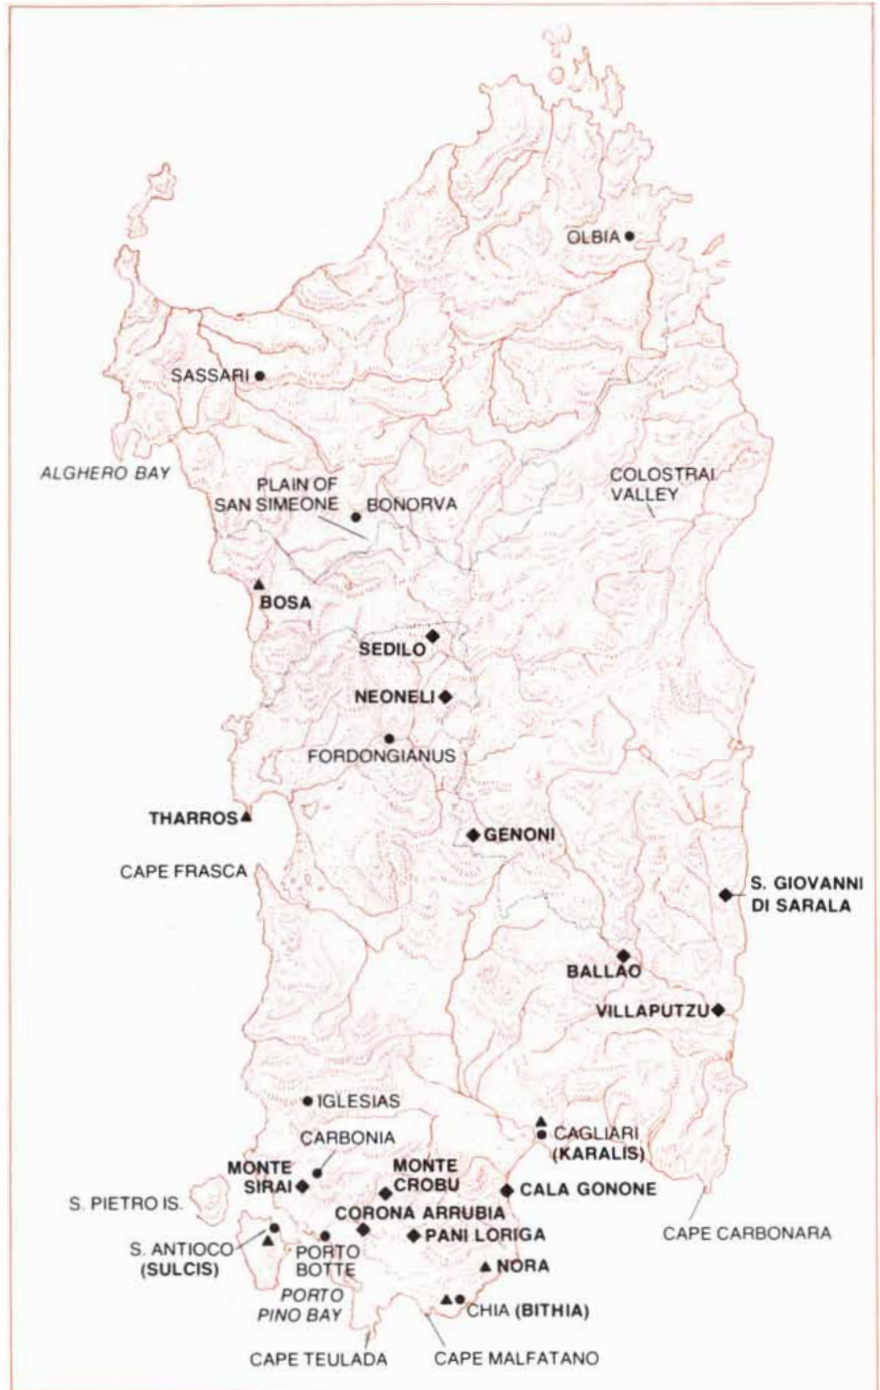 OLBIA
SASSARI
ALGHERO BAY
PLAIN OF
SAN SIMEONE
BONORVA
COLOSTRAI
VALLEY
BOSA
SEDILO
NEONELI
FORDONGIANUS
THARROS
GENONI
CAPE FRASCA
S. GIOVANNI
DI SARALA
BALLAO
VILLAPUTZU
IGLESIAS
CARBONIA
CAGLIARI
(KARALIS)
MONTE
SIRAI
MONTE
CROBU
CALA GONONE
S. PIETRO IS.
CORONA ARRUBIA
PANI LORIGA
CAPE CARBONARA
S. ANTIOCO
(SULCIS)
PORTO
BOTTE
NORA
PORTO
PINO BAY
CHIA (BITHIA)
CAPE TEULADA
CAPE MALFATANO